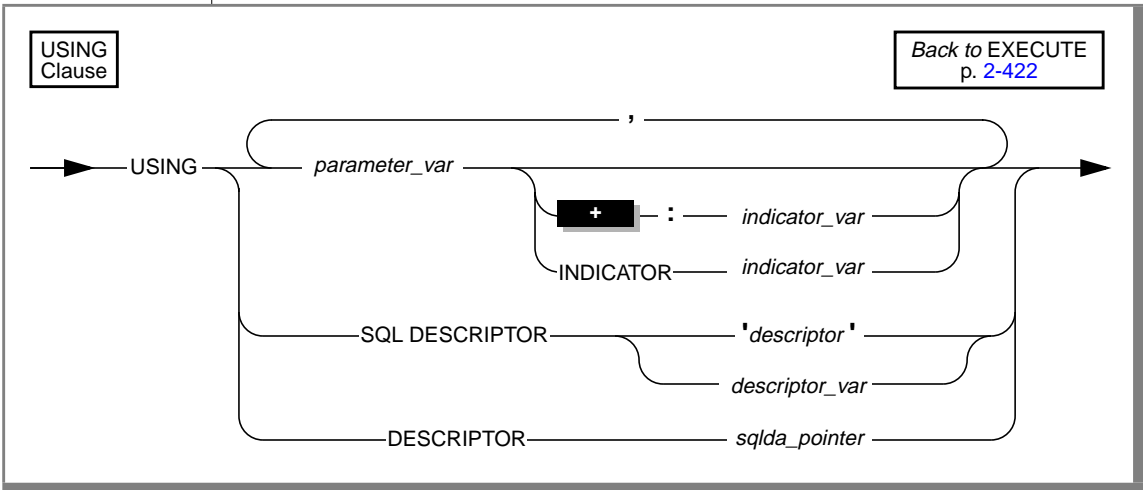 USING
Clause
Back to EXECUTE
p. 2-422
,
USING parameter_var
+ : indicator_var
INDICATOR indicator_var
SQL DESCRIPTOR 'descriptor'
descriptor_var
DESCRIPTOR sqlda_pointer